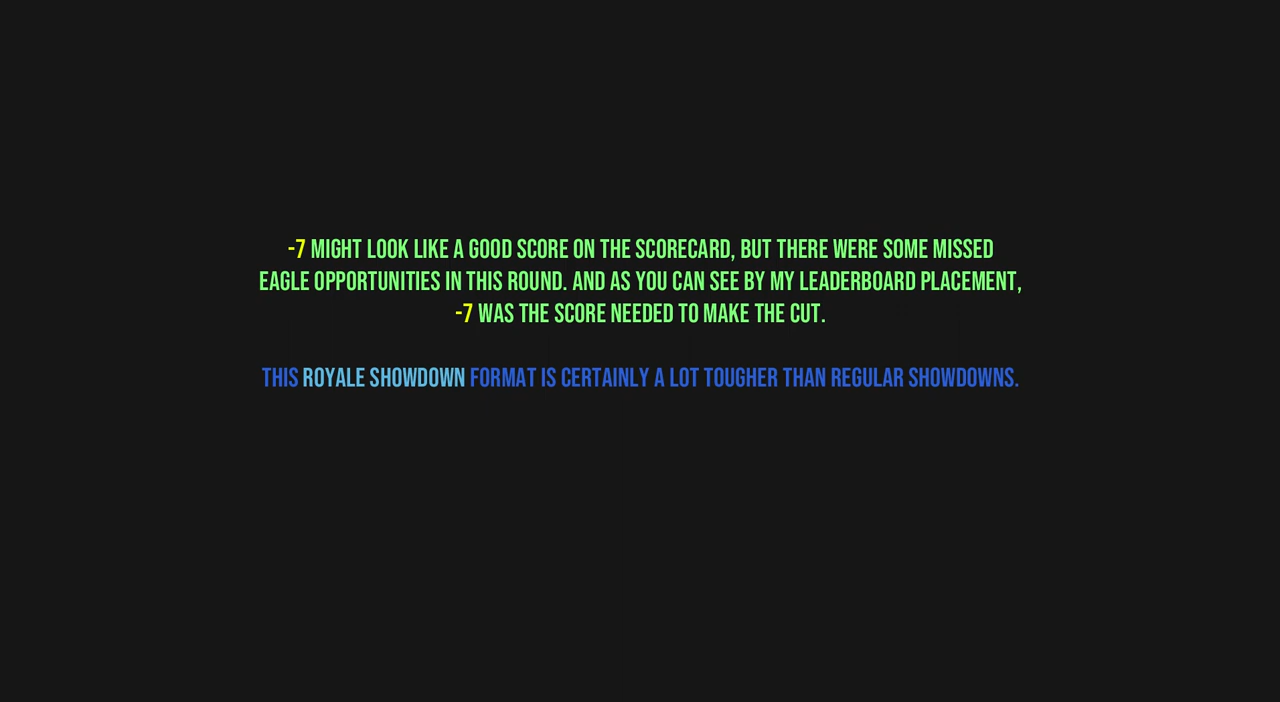 -7 MIGHT LOOK LIKE A GOOD SCORE ON THE SCORECARD, BUT THERE WERE SOME MISSED
EAGLE OPPORTUNITIES IN THIS ROUND. AND AS YOU CAN SEE BY MY LEADERBOARD PLACEMENT,
-7 WAS THE SCORE NEEDED TO MAKE THE CUT.
THIS ROYALE SHOWDOWN FORMAT IS CERTAINLY A LOT TOUGHER THAN REGULAR SHOWDOWNS.